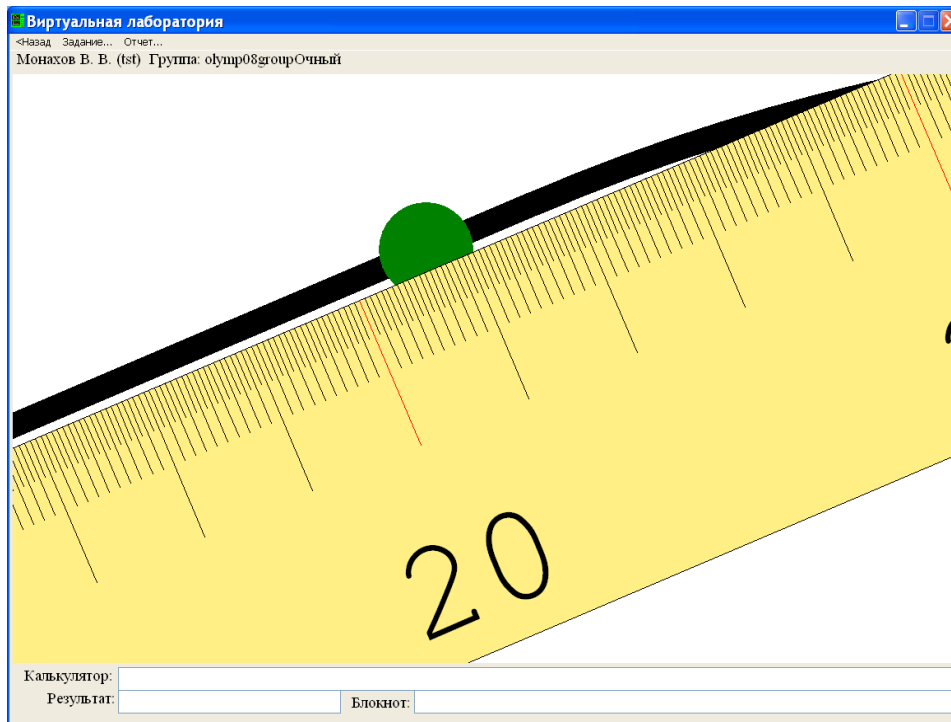 Виртуальная лаборатория
<Назад Задание... Отчет...
Монахов В. В. (tst) Группа: olymp08groupОчный
20
Калькулятор:
Результат:
Блокнот: